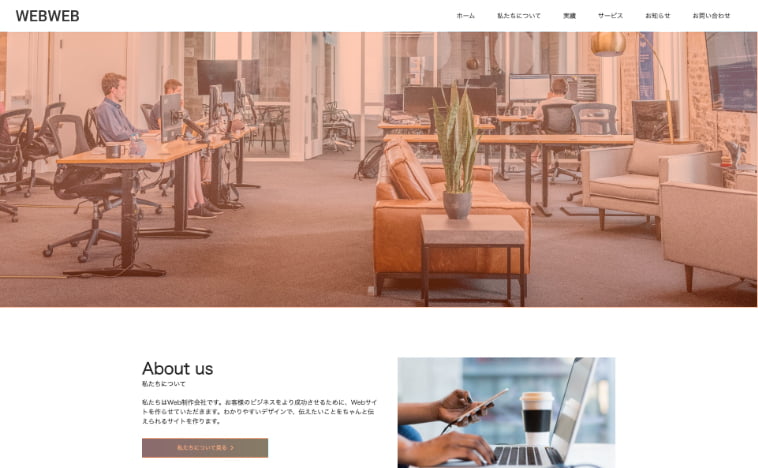 WEBWEB
ホーム 私たちについて 実績 サービス お知らせ お問い合わせ
About us
私たちについて
私たちはWeb制作会社です。お客様のビジネスをより成功させるために、Webサイ
トを作らせていただきます。わかりやすいデザインで、伝えたいことをちゃんと伝
えられるサイトを作ります。
私たちについて見る >